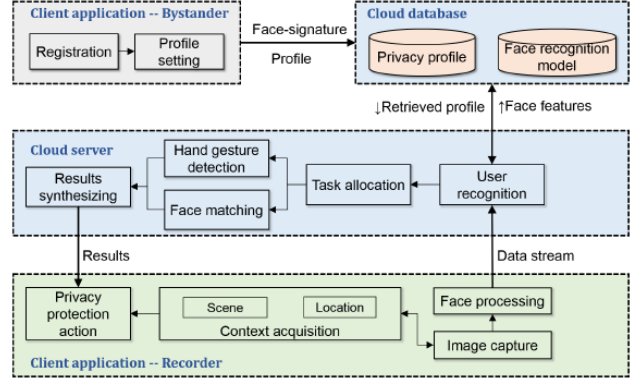 Client application -- Bystander
Registration
Profile
setting
Face-signature
Profile
Cloud database
Privacy profile
Face recognition
model
↓Retrieved profile
↑Face features
Cloud server
Hand gesture
detection
Results
synthesizing
Face matching
Task allocation
User
recognition
Results
Data stream
Privacy
protection
action
Scene
Location
Context acquisition
Face processing
Image capture
Client application -- Recorder